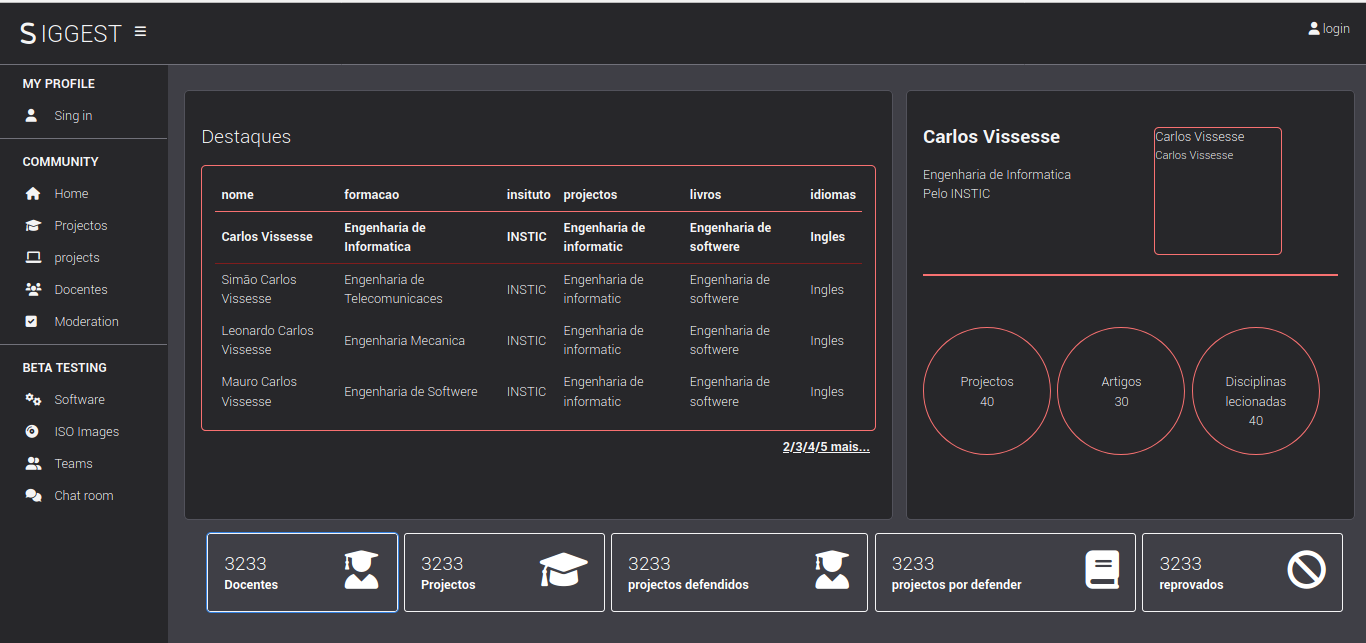 SIGGEST
login
MY PROFILE
Sing in
COMMUNITY
Home
Projectos
projects
Docentes
Moderation
BETA TESTING
Software
ISO Images
Teams
Chat room
Destaques
nome formacao insituto projectos livros idiomas
Carlos Vissesse Engenharia de Informatica INSTIC Engenharia de informatic Engenharia de softwere Ingles
Simão Carlos Vissesse Engenharia de Telecomunicaces INSTIC Engenharia de informatic Engenharia de softwere Ingles
Leonardo Carlos Vissesse Engenharia Mecanica INSTIC Engenharia de informatic Engenharia de softwere Ingles
Mauro Carlos Vissesse Engenharia de Softwere INSTIC Engenharia de informatic Engenharia de softwere Ingles
2/3/4/5 mais...
Carlos Vissesse
Engenharia de Informatica
Pelo INSTIC
Carlos Vissesse
Carlos Vissesse
Projectos
40
Artigos
30
Disciplinas
lecionadas
40
3233
Docentes
3233
Projectos
3233
projectos defendidos
3233
projectos por defender
3233
reprovados